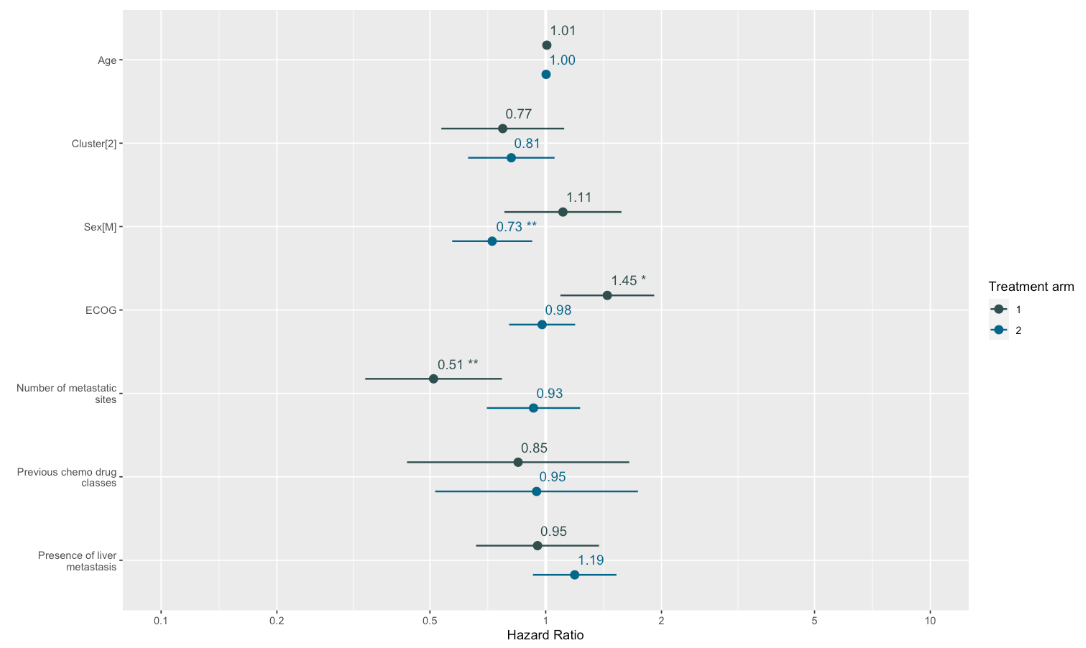 1.01
Age
1.00
0.77
Cluster[2]
0.81
1.11
Sex[M]
0.73 **
1.45 *
ECOG
0.98
0.51 **
Number of metastatic
sites
0.93
0.85
Previous chemo drug
classes
0.95
0.95
Presence of liver
metastasis
1.19
0.1 0.2 0.5 1 2 5 10
Hazard Ratio
Treatment arm
1
2